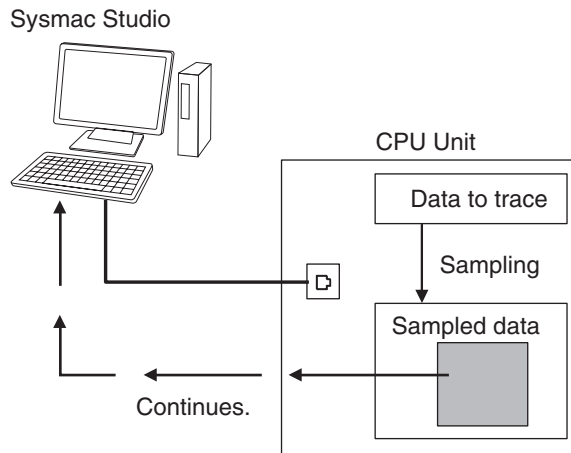 Sysmac Studio
CPU Unit
Data to trace
Sampling
Sampled data
Continues.